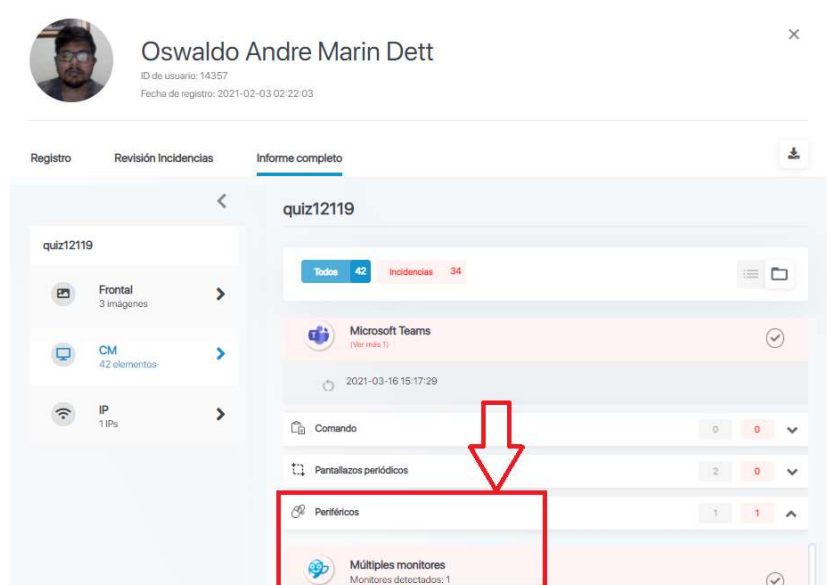 Oswaldo Andre Marin Dett
ID de usuario: 14357
Fecha de registro: 2021-02-03 02:22:03
Registro Revisión Incidencias Informe completo
quiz12119
quiz12119
Todos 42 Incidencias 34
Frontal
3 imágenes
CM
42 elementos
IP
1 IPs
Microsoft Teams
(Ver más 1)
2021-03-16 15:17:29
Comando 0 0
Pantallazos periódicos 2 0
Periféricos 1 1
Múltiples monitores
Monitores detectados: 1